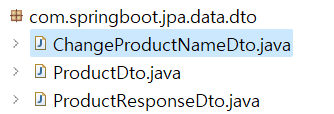 com.springboot.jpa.data.dto
ChangeProductNameDto.java
ProductDto.java
ProductResponseDto.java